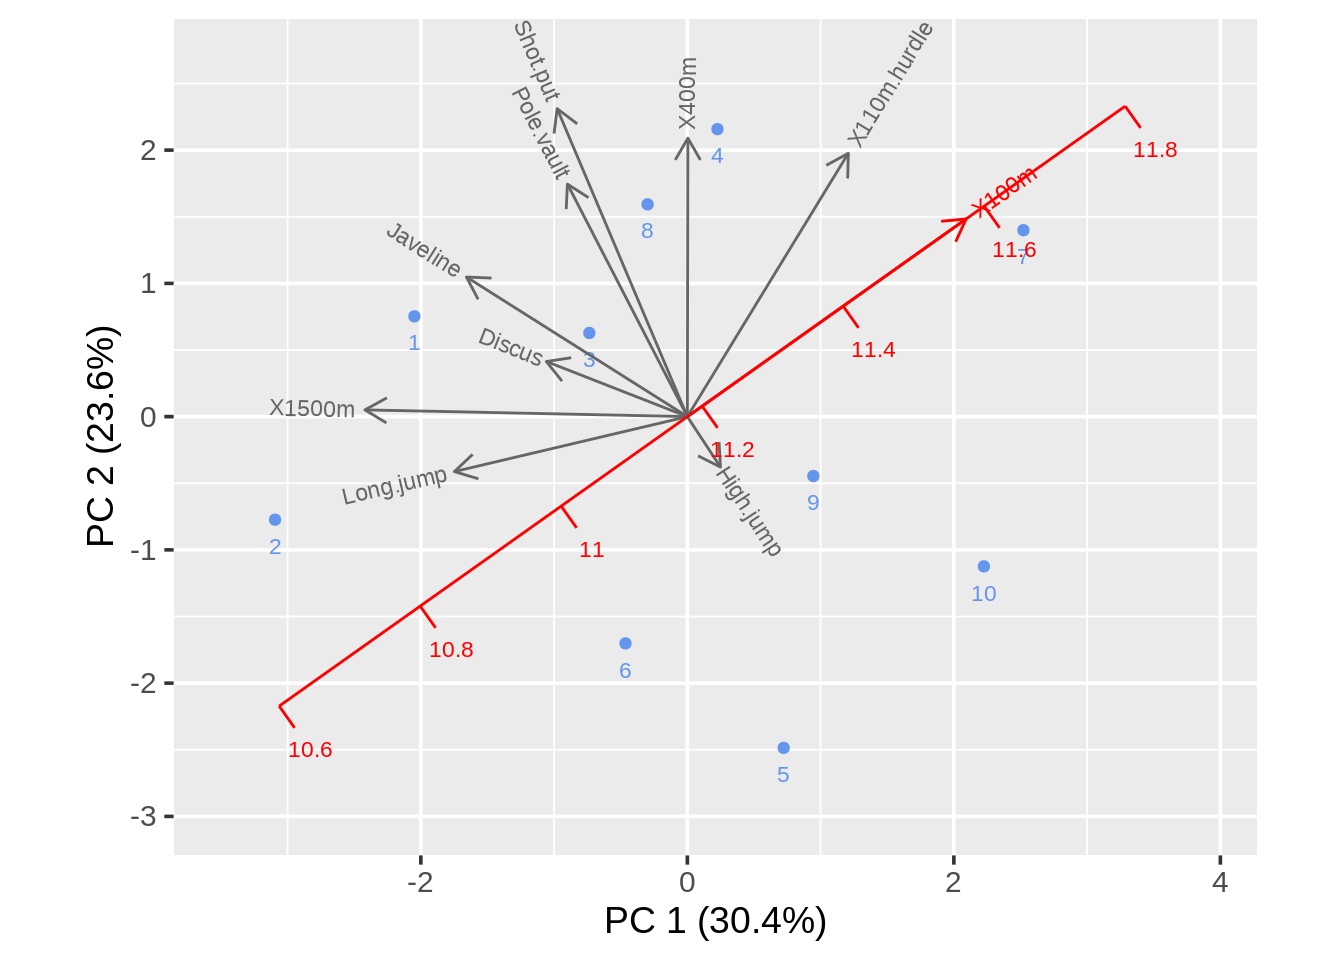 Shot.put
Pole.vault
X400m
X110m.hurdle
4
2
11.8
X100m
8
Javeline
11.6
7
1
1
Discus
3
11.4
0
X1500m
11.2
Long.jump
High.jump
9
2
-1
11
10
10.8
6
-2
10.6
5
-3
-2
0
2
4
PC 1 (30.4%)
PC 2 (23.6%)